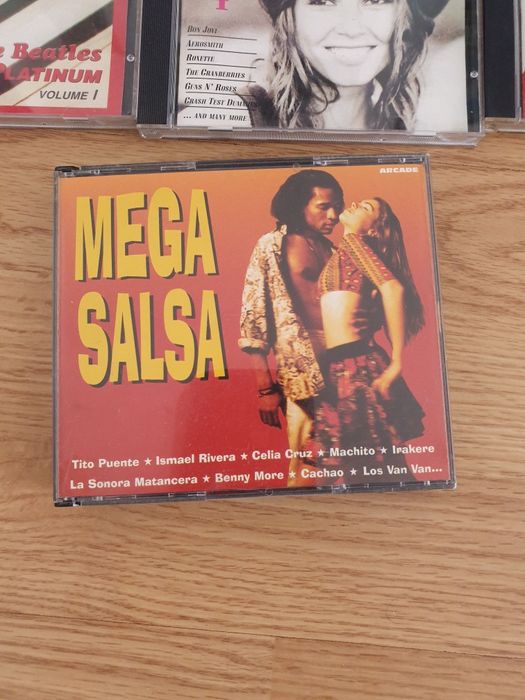 e Beatles
PLATINUM
VOLUME I
BON JOVI
AEROSMITH
ROXETTE
THE CRANBERRIES
GUNS N' ROSES
CRASH TEST DUMMIES
... AND MANY MORE
ARCADE
MEGA
SALSA
Tito Puente ★ Ismael Rivera ★ Celia Cruz ★ Machito ★ Irakere
La Sonora Matancera ★ Benny More ★ Cachao ★ Los Van Van...